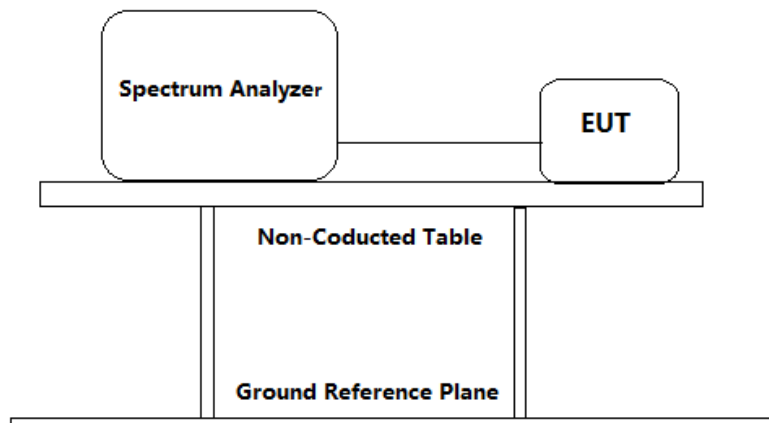 Spectrum Analyzer
EUT
Non-Coducted Table
Ground Reference Plane